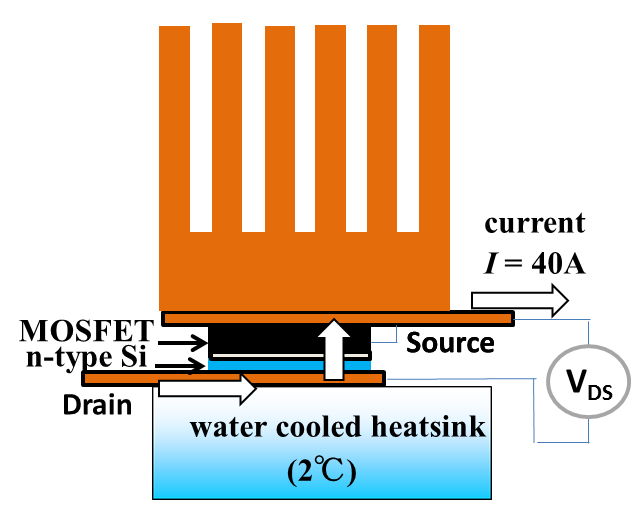 current
I = 40A
MOSFET
Source
n-type Si
V_DS
Drain
water cooled heatsink
(2℃)